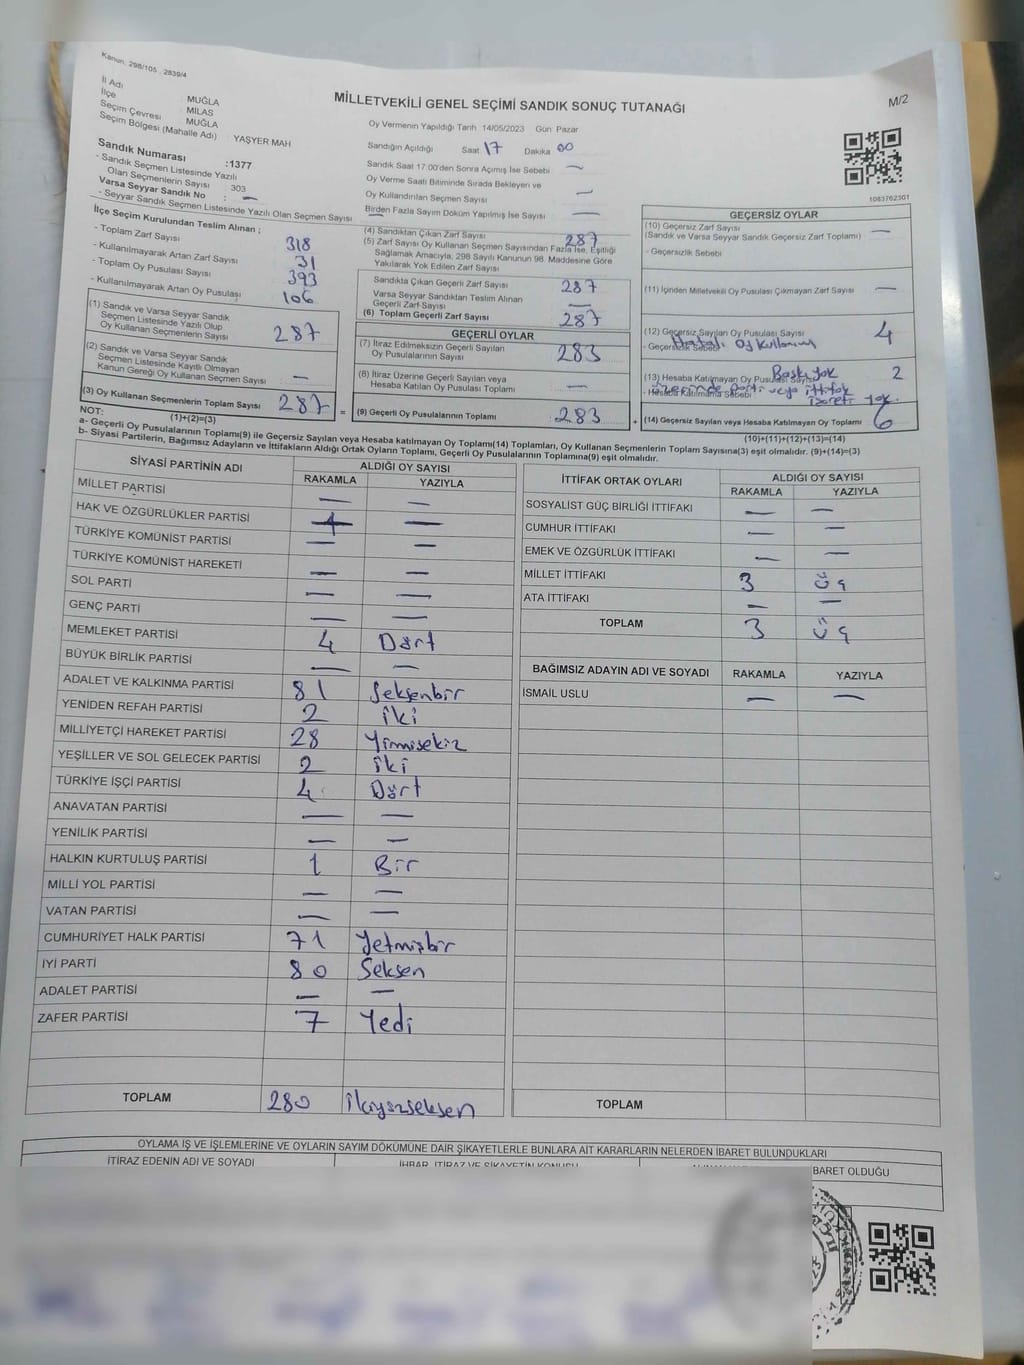 Kanun, 298/105 , 2839/4
İl Adı MUĞLA
İlçe MİLAS
Seçim Çevresi MUĞLA
Seçim Bölgesi (Mahalle Adı) YAŞYER MAH
MİLLETVEKİLİ GENEL SEÇİMİ SANDIK SONUÇ TUTANAĞI
M/2
Oy Vermenin Yapıldığı Tarih 14/05/2023 Gün Pazar
Sandığın Açıldığı Saat 17 Dakika 00
Sandık Saat 17:00'den Sonra Açımış İse Sebebi —
Oy Verme Saati Bitiminde Sırada Bekleyen ve
Oy Kullandırılan Seçmen Sayısı —
Birden Fazla Sayım Döküm Yapılmış İse Sayısı —
1083762301
Sandık Numarası :1377
- Sandık Seçmen Listesinde Yazılı
Olan Seçmenlerin Sayısı 303
Varsa Seyyar Sandık No : —
- Seyyar Sandık Seçmen Listesinde Yazılı Olan Seçmen Sayısı
İlçe Seçim Kurulundan Teslim Alınan ;
- Toplam Zarf Sayısı 318
- Kullanılmayarak Artan Zarf Sayısı 31
- Toplam Oy Pusulası Sayısı 393
- Kullanılmayarak Artan Oy Pusulası 106
(1) Sandık ve Varsa Seyyar Sandık
Seçmen Listesinde Yazılı Olup
Oy Kullanan Seçmenlerin Sayısı 287
(2) Sandık ve Varsa Seyyar Sandık
Seçmen Listesinde Kayıtlı Olmayan
Kanun Gereği Oy Kullanan Seçmen Sayısı —
(3) Oy Kullanan Seçmenlerin Toplam Sayısı 287 =
(1)+(2)=(3)
(4) Sandıktan Çıkan Zarf Sayısı 287
(5) Zarf Sayısı Oy Kullanan Seçmen Sayısından Fazla İse, Eşitliği
Sağlamak Amacıyla, 298 Sayılı Kanunun 98. Maddesine Göre
Yakılarak Yok Edilen Zarf Sayısı
Sandıkta Çıkan Geçerli Zarf Sayısı 287
Varsa Seyyar Sandıktan Teslim Alınan
Geçerli Zarf Sayısı —
(6) Toplam Geçerli Zarf Sayısı 287
GEÇERLİ OYLAR
(7) İtiraz Edilmeksizin Geçerli Sayılan
Oy Pusulalarının Sayısı 283
(8) İtiraz Üzerine Geçerli Sayılan veya
Hesaba Katılan Oy Pusulası Toplamı —
(9) Geçerli Oy Pusulalarının Toplamı 283 +
GEÇERSİZ OYLAR
(10) Geçersiz Zarf Sayısı —
(Sandık ve Varsa Seyyar Sandık Geçersiz Zarf Toplamı)
- Geçersizlik Sebebi
(11) İçinden Milletvekili Oy Pusulası Çıkmayan Zarf Sayısı —
(12) Geçersiz Sayılan Oy Pusulası Sayısı 4
- Geçersizlik Sebebi Hatalı Oy Kullanım
(13) Hesaba Katılmayan Oy Pusulası Sayısı Baskı yok 2
- Hesaba Katılmama Sebebi üzerinde parti veya ittifak
işareti yok.
(14) Geçersiz Sayılan veya Hesaba Katılmayan Oy Toplamı 6
(10)+(11)+(12)+(13)=(14)
NOT:
a- Geçerli Oy Pusulalarının Toplamı(9) ile Geçersiz Sayılan veya Hesaba katılmayan Oy Toplamı(14) Toplamları, Oy Kullanan Seçmenlerin Toplam Sayısına(3) eşit olmalıdır. (9)+(14)=(3)
b- Siyasi Partilerin, Bağımsız Adayların ve İttifakların Aldığı Ortak Oyların Toplamı, Geçerli Oy Pusulalarının Toplamına(9) eşit olmalıdır.
SİYASİ PARTİNİN ADI ALDIĞI OY SAYISI
RAKAMLA YAZIYLA
MİLLET PARTİSİ — —
HAK VE ÖZGÜRLÜKLER PARTİSİ — —
TÜRKİYE KOMÜNİST PARTİSİ — —
TÜRKİYE KOMÜNİST HAREKETİ — —
SOL PARTİ — —
GENÇ PARTİ — —
MEMLEKET PARTİSİ 4 Dört
BÜYÜK BİRLİK PARTİSİ — —
ADALET VE KALKINMA PARTİSİ 81 Seksenbir
YENİDEN REFAH PARTİSİ 2 iki
MİLLİYETÇİ HAREKET PARTİSİ 28 Yirmisekiz
YEŞİLLER VE SOL GELECEK PARTİSİ 2 iki
TÜRKİYE İŞÇİ PARTİSİ 4 Dört
ANAVATAN PARTİSİ — —
YENİLİK PARTİSİ — —
HALKIN KURTULUŞ PARTİSİ 1 Bir
MİLLİ YOL PARTİSİ — —
VATAN PARTİSİ — —
CUMHURİYET HALK PARTİSİ 71 Yetmişbir
İYİ PARTİ 80 Seksen
ADALET PARTİSİ — —
ZAFER PARTİSİ 7 Yedi
TOPLAM 280 ikiyüzseksen
İTTİFAK ORTAK OYLARI ALDIĞI OY SAYISI
RAKAMLA YAZIYLA
SOSYALİST GÜÇ BİRLİĞİ İTTİFAKI — —
CUMHUR İTTİFAKI — —
EMEK VE ÖZGÜRLÜK İTTİFAKI — —
MİLLET İTTİFAKI 3 üç
ATA İTTİFAKI — —
TOPLAM 3 üç
BAĞIMSIZ ADAYIN ADI VE SOYADI RAKAMLA YAZIYLA
İSMAİL USLU — —
TOPLAM
OYLAMA İŞ VE İŞLEMLERİNE VE OYLARIN SAYIM DÖKÜMÜNE DAİR ŞİKAYETLERLE BUNLARA AİT KARARLARIN NELERDEN İBARET BULUNDUKLARI
İTİRAZ EDENİN ADI VE SOYADI İHBAR, İTİRAZ VE ŞİKAYETİN KONUSU BARET OLDUĞU